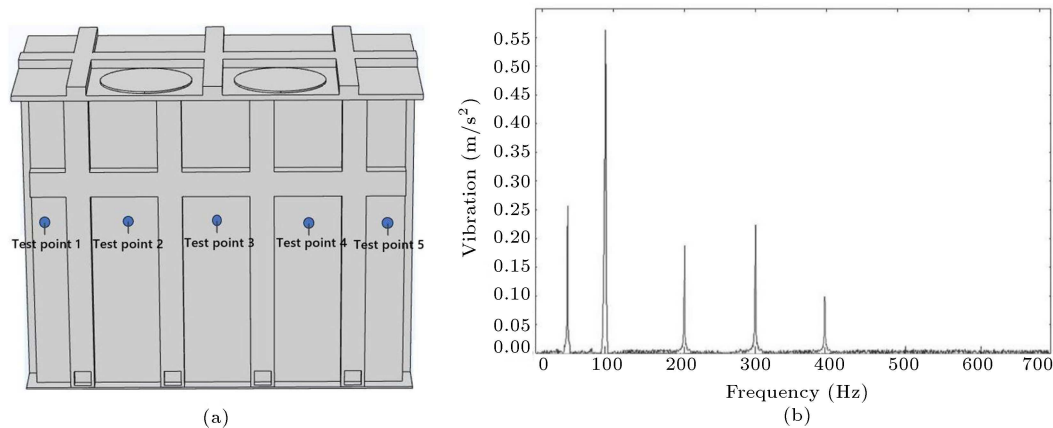 Test point 1 Test point 2 Test point 3 Test point 4 Test point 5
(a)
Vibration (m/s²)
0.55
0.50
0.45
0.40
0.35
0.30
0.25
0.20
0.15
0.10
0.05
0.00
0 100 200 300 400 500 600 700
Frequency (Hz)
(b)